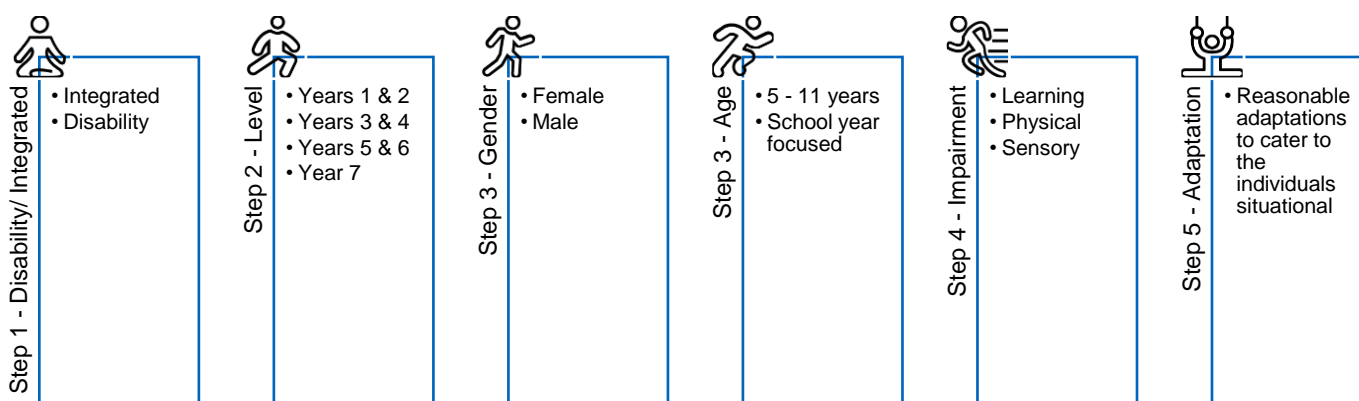 Step 1 - Disability/ Integrated
• Integrated
• Disability
Step 2 - Level
• Years 1 & 2
• Years 3 & 4
• Years 5 & 6
• Year 7
Step 3 - Gender
• Female
• Male
Step 3 - Age
• 5 - 11 years
• School year
focused
Step 4 - Impairment
• Learning
• Physical
• Sensory
Step 5 - Adaptation
• Reasonable
adaptations
to cater to
the
individuals
situational